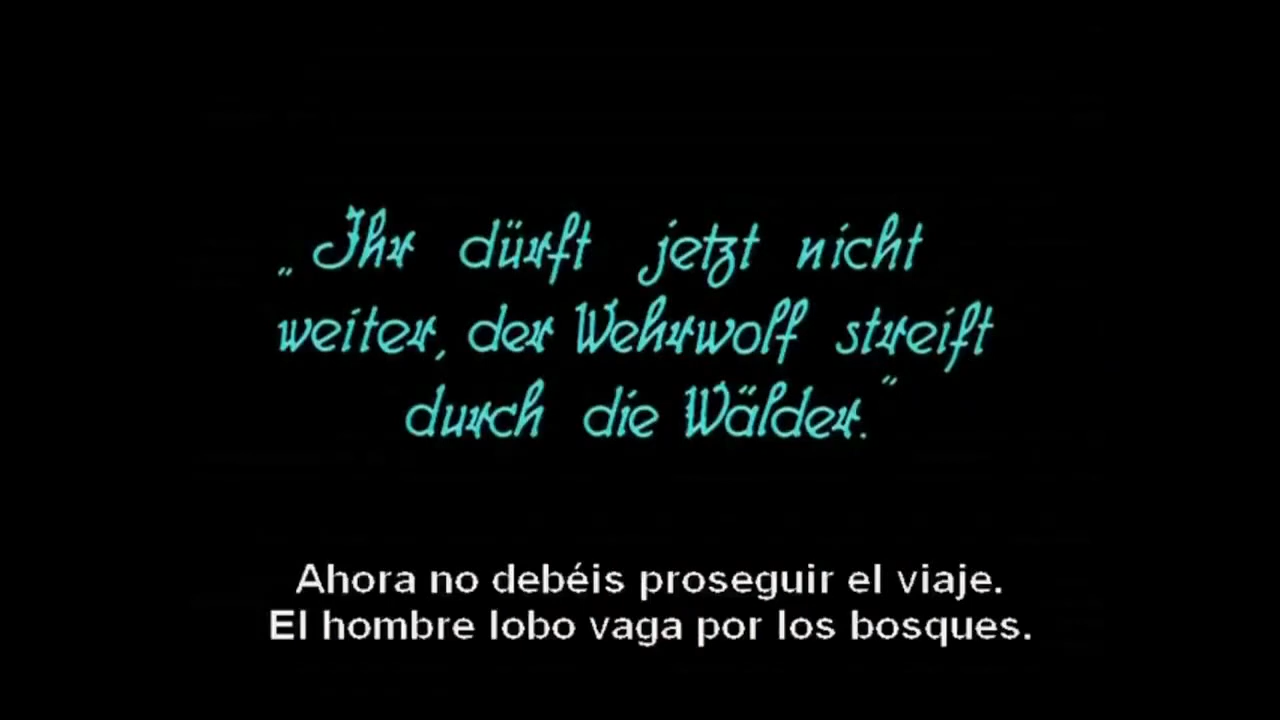 „Ihr dürft jetzt nicht
weiter, der Wehrwolf streift
durch die Wälder.“
Ahora no debéis proseguir el viaje.
El hombre lobo vaga por los bosques.